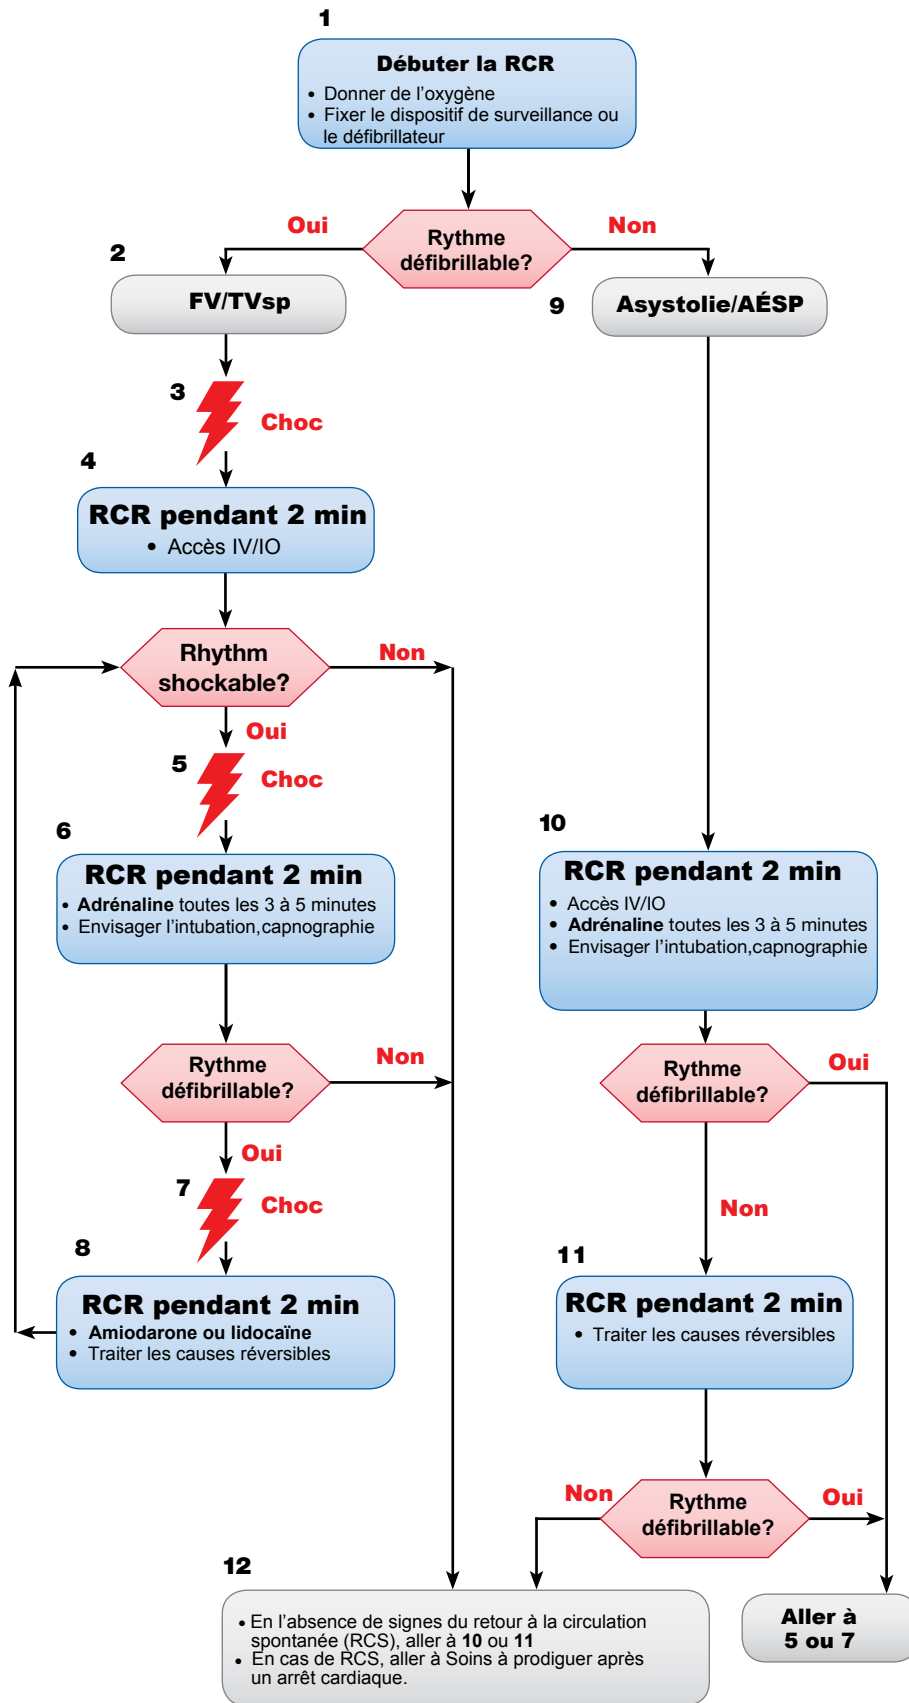 1
Débuter la RCR
• Donner de l’oxygène
• Fixer le dispositif de surveillance ou
le défibrillateur
Oui
Rythme
défibrillable?
Non
2
FV/TVsp
9
Asystolie/AÉSP
3
Choc
4
RCR pendant 2 min
• Accès IV/IO
Rhythm
shockable?
Non
Oui
5
Choc
6
RCR pendant 2 min
• Adrénaline toutes les 3 à 5 minutes
• Envisager l’intubation,capnographie
10
RCR pendant 2 min
• Accès IV/IO
• Adrénaline toutes les 3 à 5 minutes
• Envisager l’intubation,capnographie
Rythme
défibrillable?
Non
Oui
Rythme
défibrillable?
Oui
Non
7
Choc
8
RCR pendant 2 min
• Amiodarone ou lidocaïne
• Traiter les causes réversibles
11
RCR pendant 2 min
• Traiter les causes réversibles
Non
Rythme
défibrillable?
Oui
12
• En l’absence de signes du retour à la circulation
spontanée (RCS), aller à 10 ou 11
• En cas de RCS, aller à Soins à prodiguer après
un arrêt cardiaque.
Aller à
5 ou 7